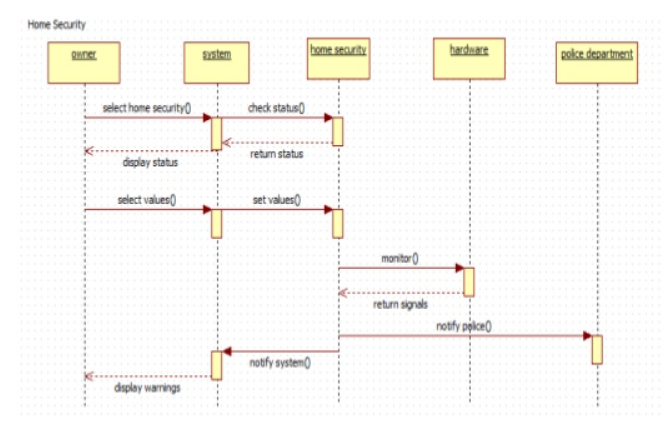 Home Security
owner
system
home security
hardware
police department
select home security()
check status()
return status
display status
select values()
set values()
monitor()
return signals
notify police()
notify system()
display warnings